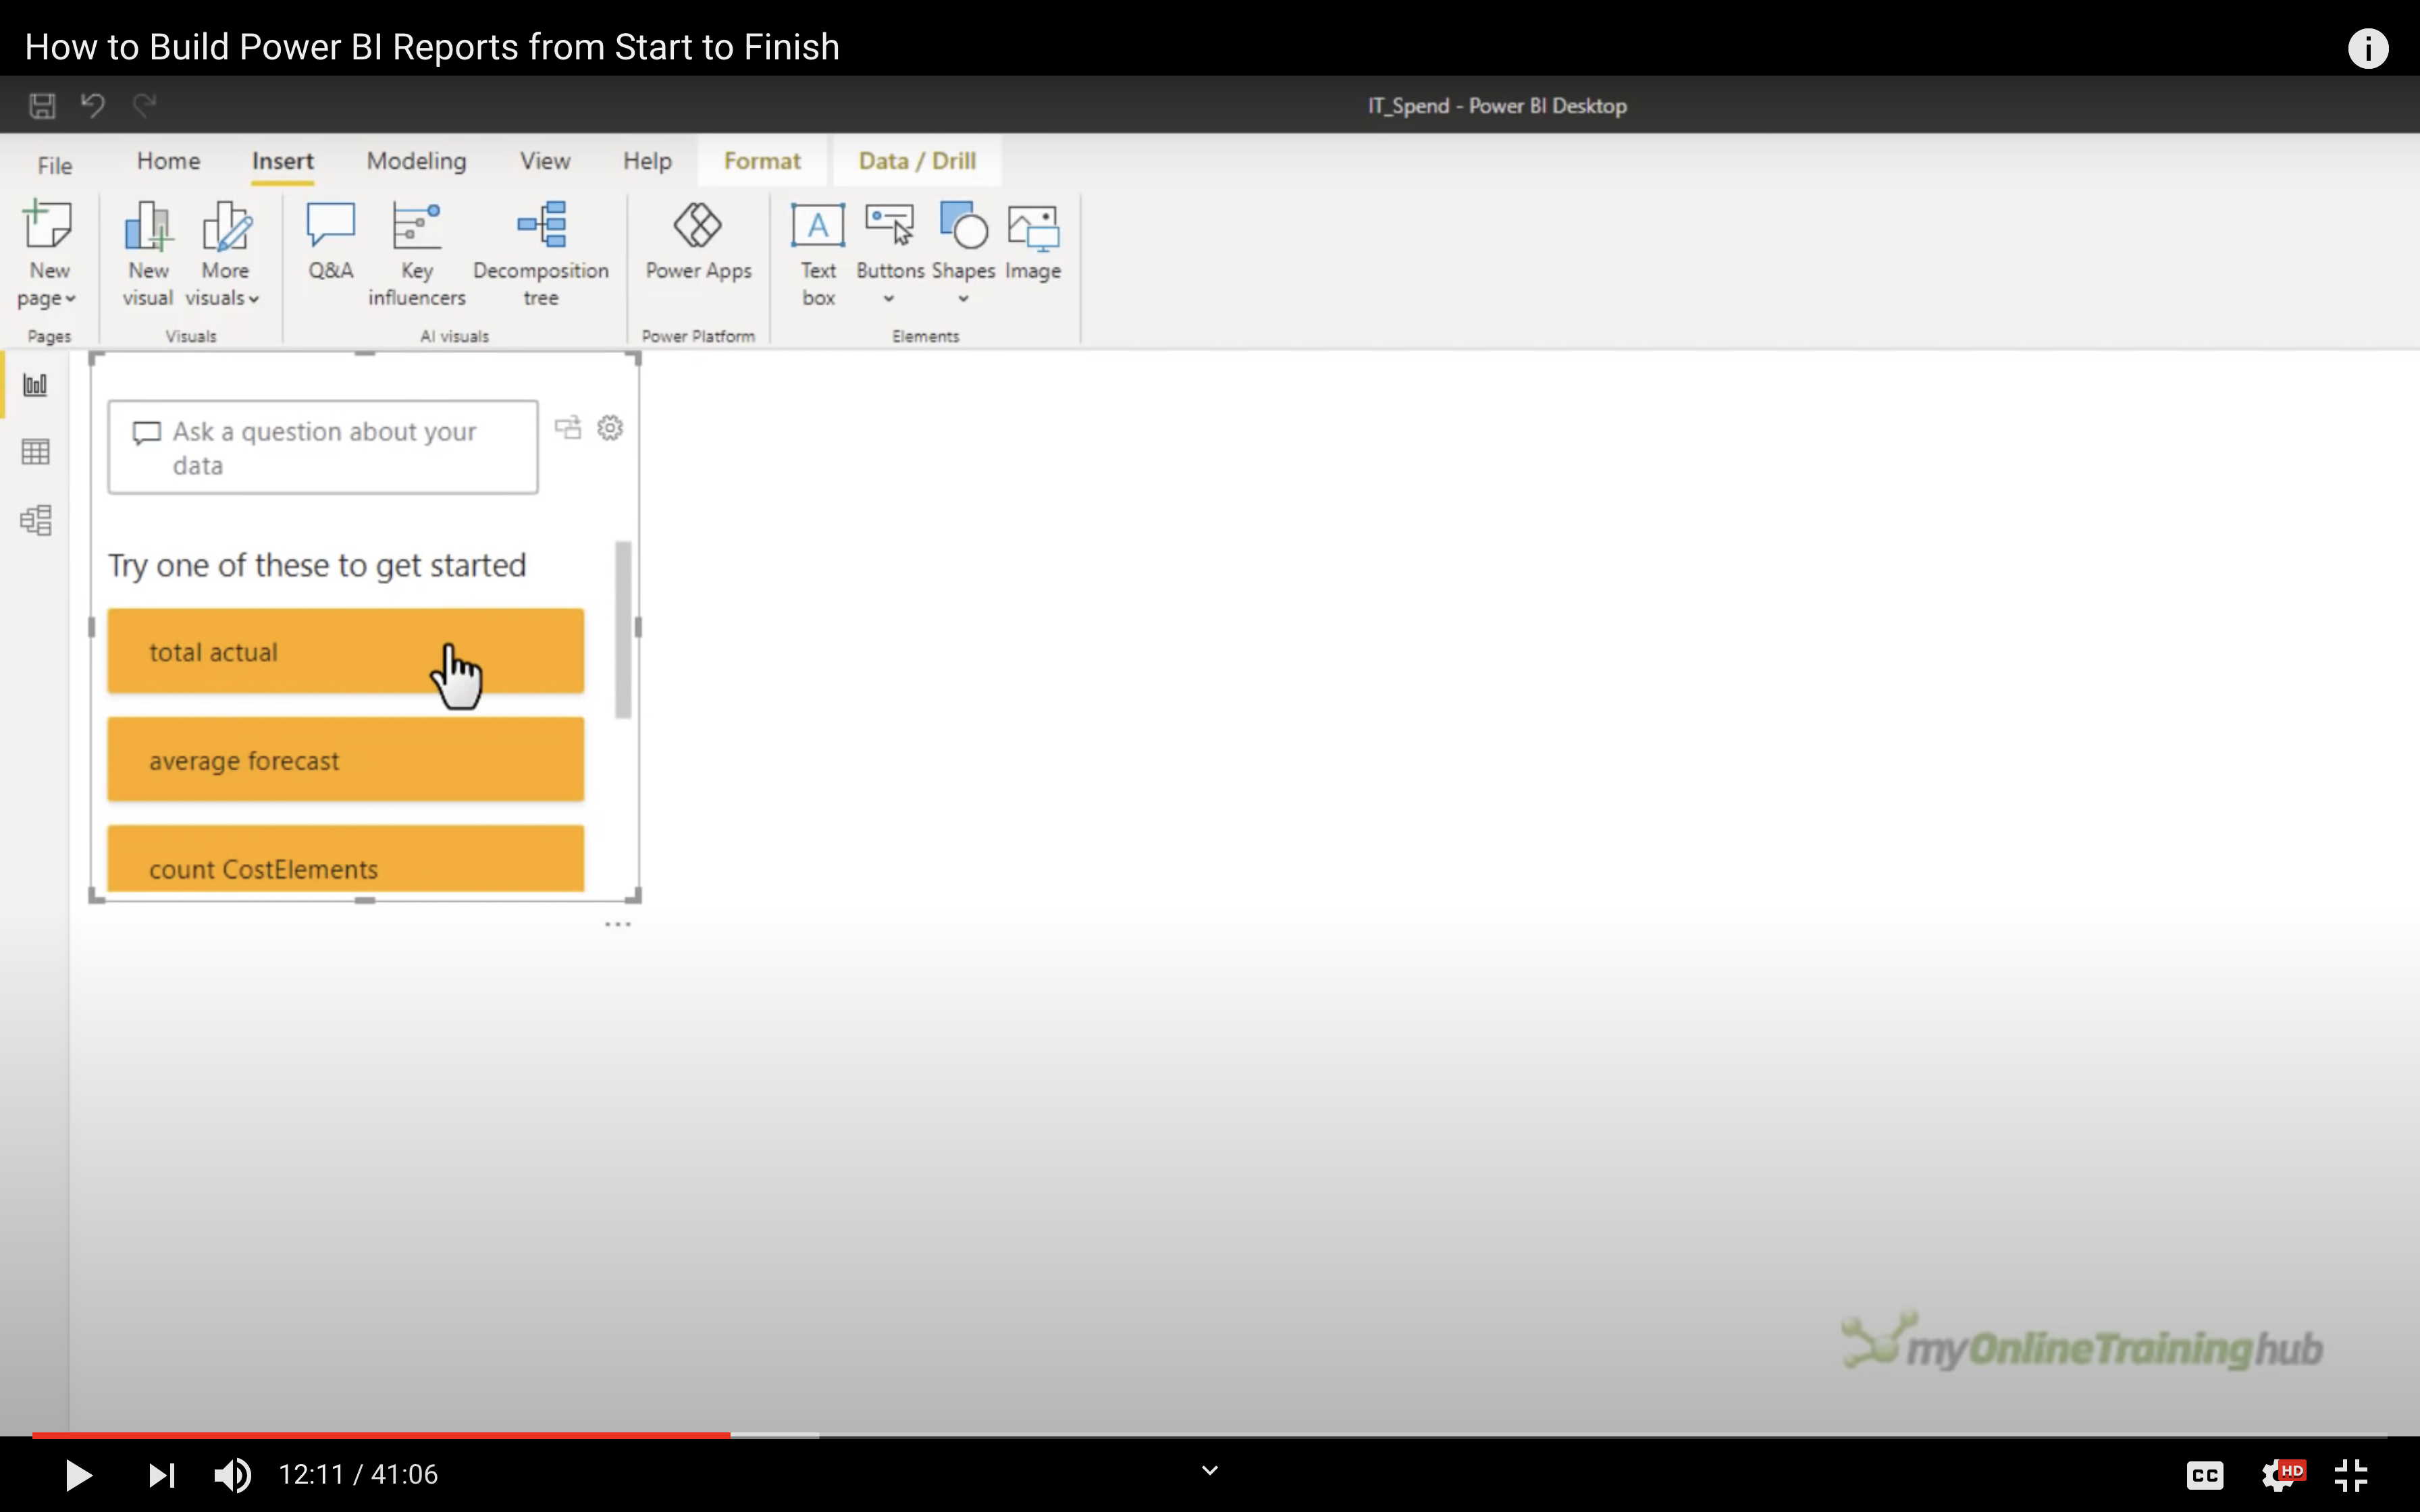 How to Build Power BI Reports from Start to Finish
IT_Spend - Power BI Desktop
File Home Insert Modeling View Help Format Data / Drill
New page
New visual
More visuals
Q&A
Key influencers
Decomposition tree
Power Apps
Text box
Buttons
Shapes
Image
Pages
Visuals
AI visuals
Power Platform
Elements
Ask a question about your
data
Try one of these to get started
total actual
average forecast
count CostElements
myOnlineTraininghub
12:11 / 41:06
CC
HD